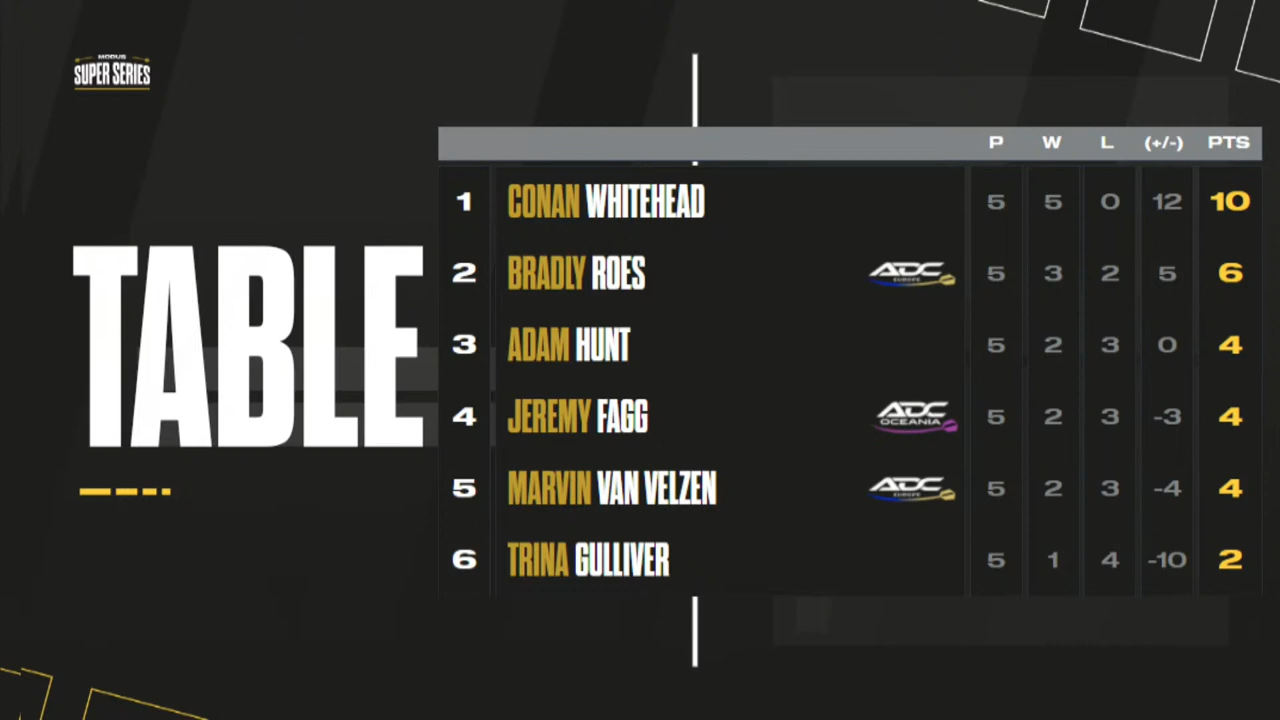 MODUS
SUPER SERIES
TABLE
P W L (+/-) PTS
1 CONAN WHITEHEAD 5 5 0 12 10
2 BRADLY ROES ADC EUROPE 5 3 2 5 6
3 ADAM HUNT 5 2 3 0 4
4 JEREMY FAGG ADC OCEANIA 5 2 3 -3 4
5 MARVIN VAN VELZEN ADC EUROPE 5 2 3 -4 4
6 TRINA GULLIVER 5 1 4 -10 2